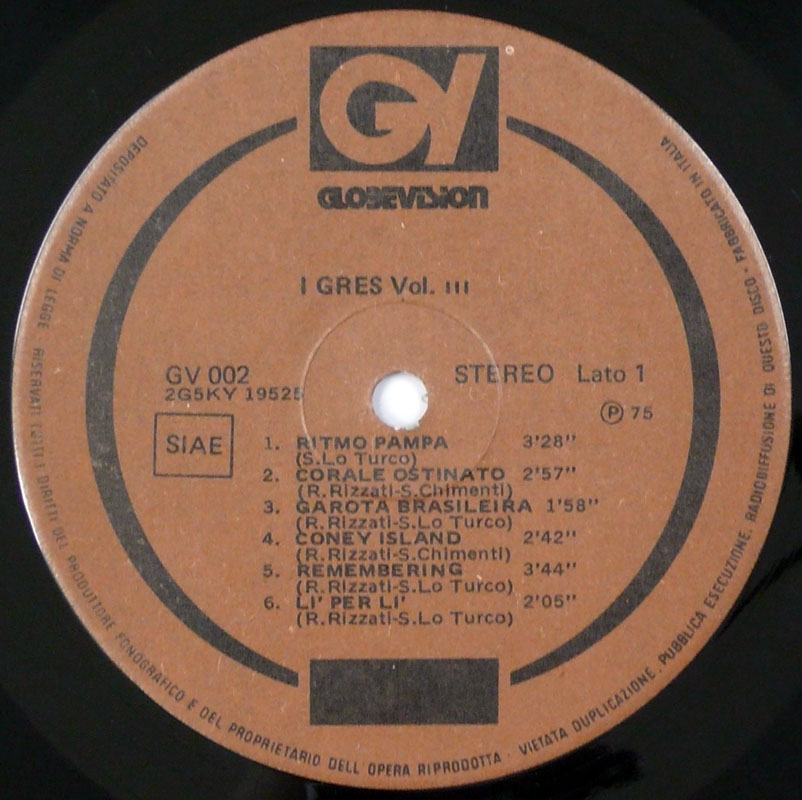 GV
GLOBEVISION
I GRES Vol. III
GV 002
2G5KY 19525
STEREO Lato 1
SIAE
Ⓟ 75
1. RITMO PAMPA 3'28"
(S.Lo Turco)
2. CORALE OSTINATO 2'57"
(R.Rizzati-S.Chimenti)
3. GAROTA BRASILEIRA 1'58"
(R.Rizzati-S.Lo Turco)
4. CONEY ISLAND 2'42"
(R.Rizzati-S.Chimenti)
5. REMEMBERING 3'44"
(R.Rizzati-S.Lo Turco)
6. LI' PER LI' 2'05"
(R.Rizzati-S.Lo Turco)
DEPOSITATO A NORMA DI LEGGE RISERVATI TUTTI I DIRITTI DEL PRODUTTORE FONOGRAFICO E DEL PROPRIETARIO DELL'OPERA RIPRODOTTA · VIETATA DUPLICAZIONE, PUBBLICA ESECUZIONE, RADIODIFFUSIONE DI QUESTO DISCO · FABBRICATO IN ITALIA